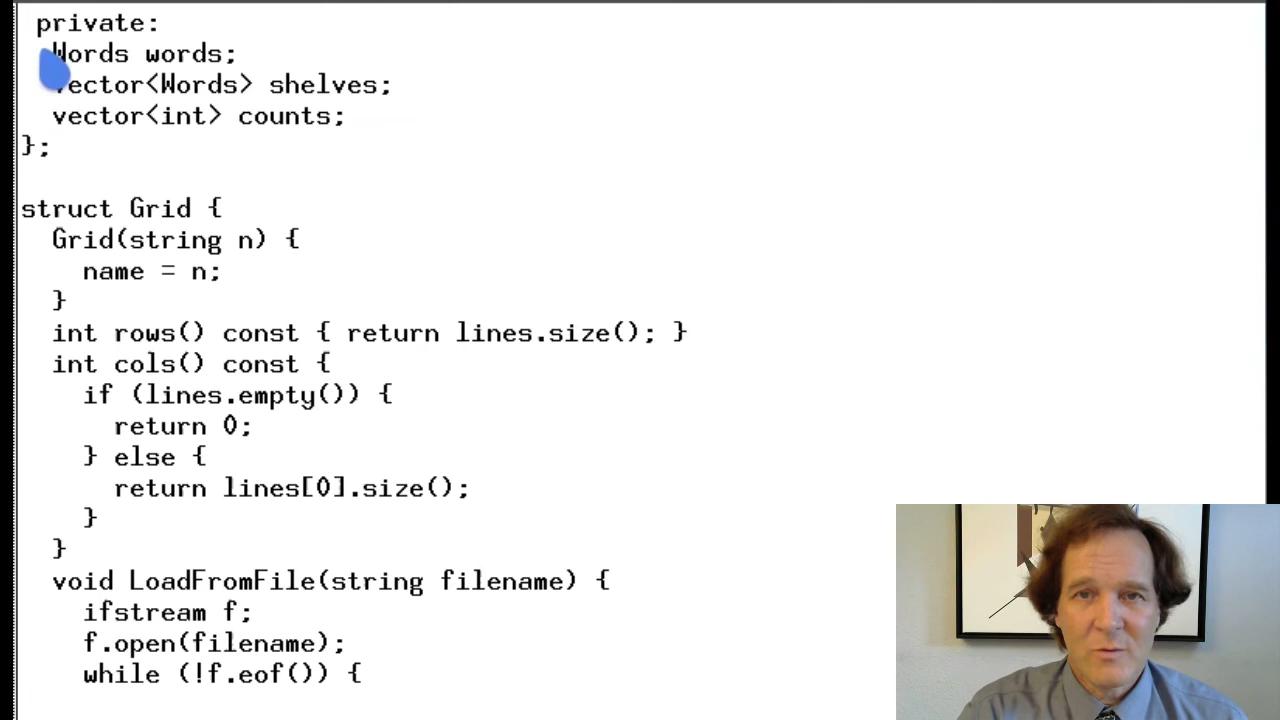 private:
Words words;
vector<Words> shelves;
vector<int> counts;
};
struct Grid {
Grid(string n) {
name = n;
}
int rows() const { return lines.size(); }
int cols() const {
if (lines.empty()) {
return 0;
} else {
return lines[0].size();
}
}
void LoadFromFile(string filename) {
ifstream f;
f.open(filename);
while (!f.eof()) {